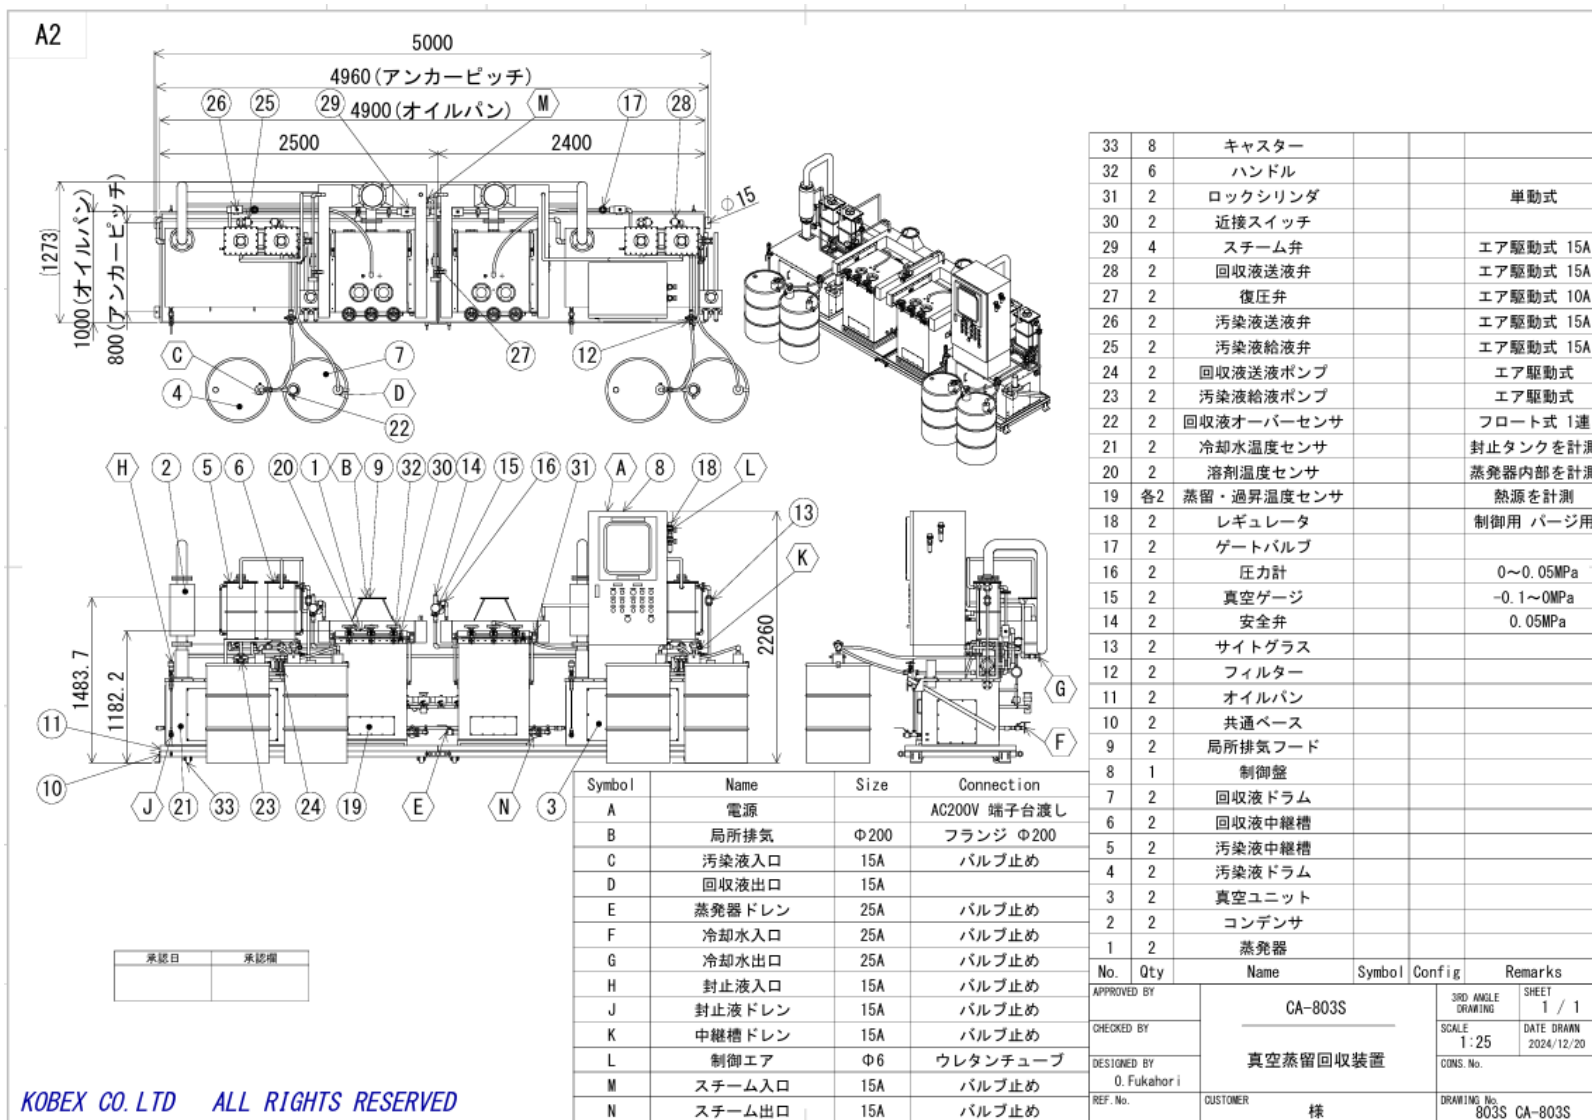 A2
5000
4960(アンカーピッチ)
4900(オイルパン)
2500
2400
26
25
29
M
17
28
(1273)
1000(オイルパン)
800(アンカーピッチ)
φ15
C
7
27
12
4
D
22
H
2
5
6
20
1
B
9
32
30
14
15
16
31
A
8
18
L
13
K
1483.7
1182.2
2260
G
F
11
10
J
21
33
23
24
19
E
N
3
Symbol Name Size Connection
A 電源 AC200V 端子台渡し
B 局所排気 Φ200 フランジ Φ200
C 汚染液入口 15A バルブ止め
D 回収液出口 15A
E 蒸発器ドレン 25A バルブ止め
F 冷却水入口 25A バルブ止め
G 冷却水出口 25A バルブ止め
H 封止液入口 15A バルブ止め
J 封止液ドレン 15A バルブ止め
K 中継槽ドレン 15A バルブ止め
L 制御エア Φ6 ウレタンチューブ
M スチーム入口 15A バルブ止め
N スチーム出口 15A バルブ止め
33 8 キャスター
32 6 ハンドル
31 2 ロックシリンダ 単動式
30 2 近接スイッチ
29 4 スチーム弁 エア駆動式 15A
28 2 回収液送液弁 エア駆動式 15A
27 2 復圧弁 エア駆動式 10A
26 2 汚染液送液弁 エア駆動式 15A
25 2 汚染液給液弁 エア駆動式 15A
24 2 回収液送液ポンプ エア駆動式
23 2 汚染液給液ポンプ エア駆動式
22 2 回収液オーバーセンサ フロート式 1連
21 2 冷却水温度センサ 封止タンクを計測
20 2 溶剤温度センサ 蒸発器内部を計測
19 各2 蒸留・過昇温度センサ 熱源を計測
18 2 レギュレータ 制御用 パージ用
17 2 ゲートバルブ
16 2 圧力計 0～0.05MPa
15 2 真空ゲージ -0.1～0MPa
14 2 安全弁 0.05MPa
13 2 サイトグラス
12 2 フィルター
11 2 オイルパン
10 2 共通ベース
9 2 局所排気フード
8 1 制御盤
7 2 回収液ドラム
6 2 回収液中継槽
5 2 汚染液中継槽
4 2 汚染液ドラム
3 2 真空ユニット
2 2 コンデンサ
1 2 蒸発器
No. Qty Name Symbol Config Remarks
APPROVED BY
CHECKED BY
DESIGNED BY
O.Fukahori
REF.No.
CA-803S
真空蒸留回収装置
CUSTOMER
様
3RD ANGLE DRAWING
SHEET
1 / 1
SCALE
1:25
DATE DRAWN
2024/12/20
CONS.No.
DRAWING No.
803S CA-803S
承認日 承認欄
KOBEX CO.LTD ALL RIGHTS RESERVED